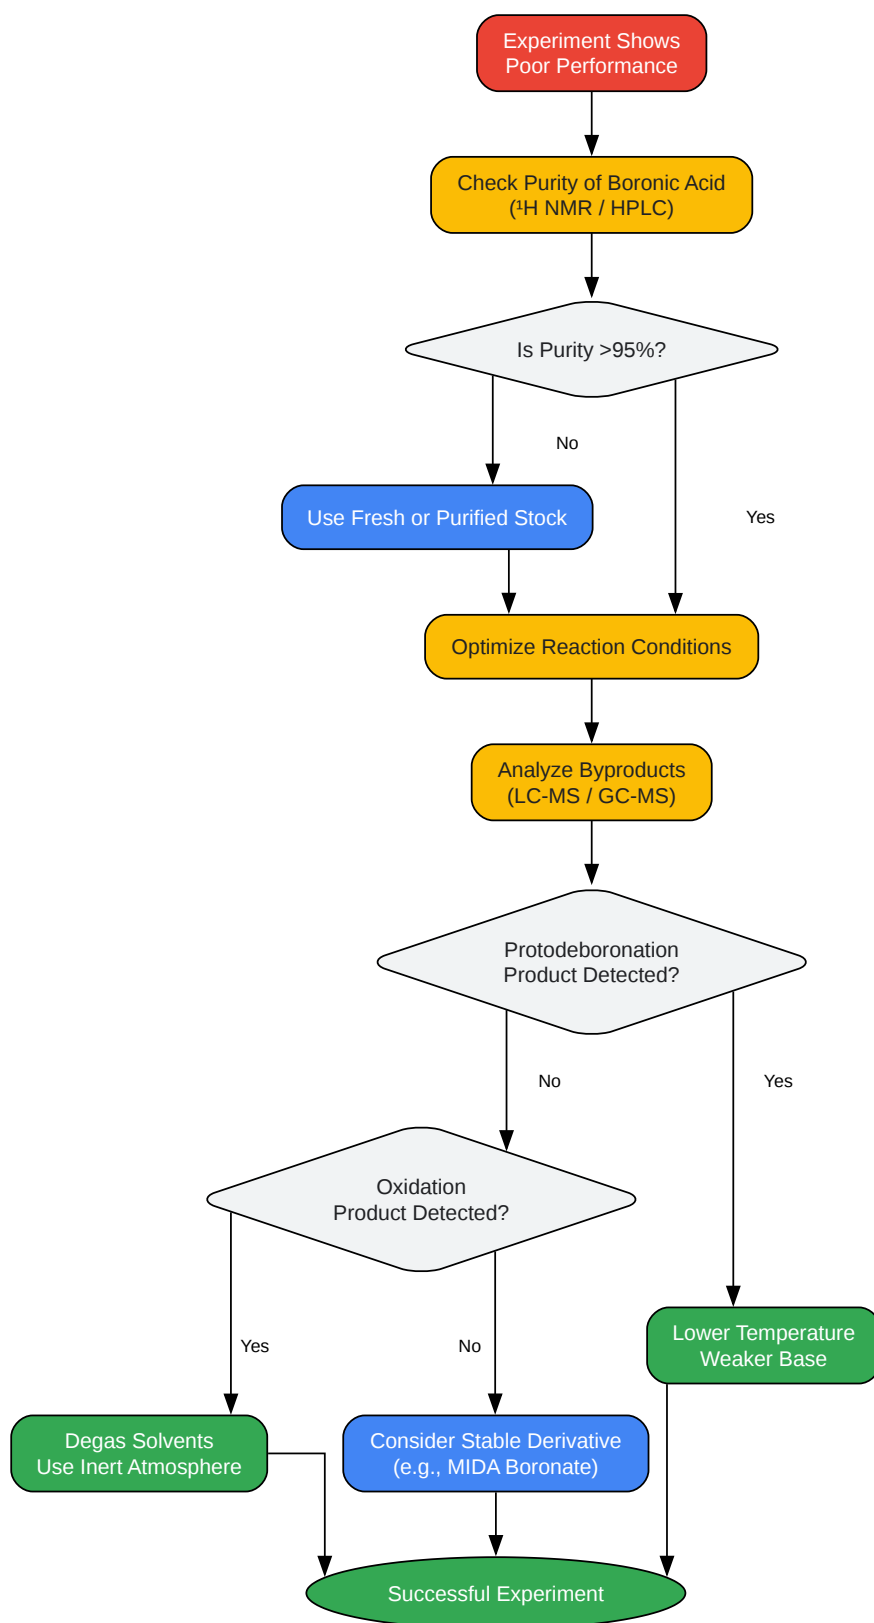 Experiment Shows
Poor Performance
Check Purity of Boronic Acid
(¹H NMR / HPLC)
Is Purity >95%?
No
Yes
Use Fresh or Purified Stock
Optimize Reaction Conditions
Analyze Byproducts
(LC-MS / GC-MS)
Protodeboronation
Product Detected?
No
Yes
Oxidation
Product Detected?
Yes
No
Lower Temperature
Weaker Base
Degas Solvents
Use Inert Atmosphere
Consider Stable Derivative
(e.g., MIDA Boronate)
Successful Experiment